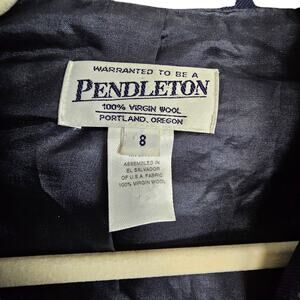 WARRANTED TO BE A
PENDLETON
100% VIRGIN WOOL
PORTLAND, OREGON
8
ASSEMBLED IN
EL SALVADOR
OF U.S.A. FABRIC
100% VIRGIN WOOL